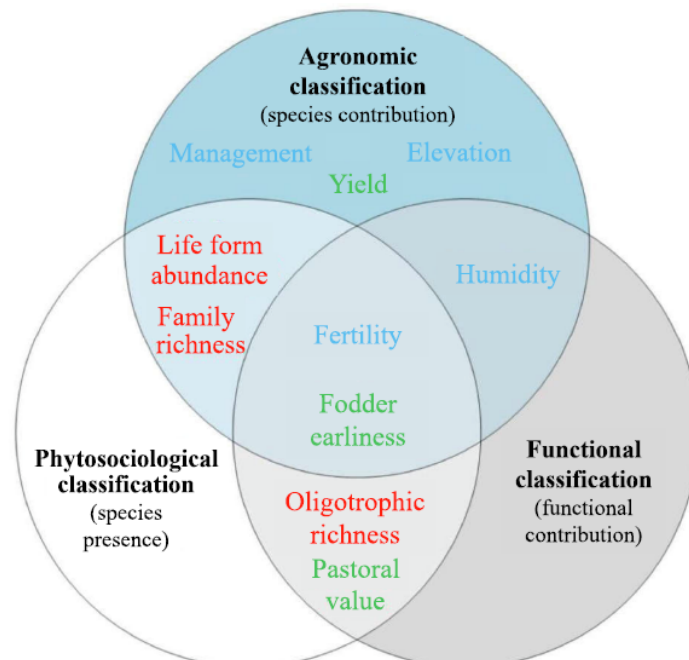 Agronomic
classification
(species contribution)
Management
Elevation
Yield
Life form
abundance
Humidity
Family
richness
Fertility
Fodder
earliness
Phytosociological
classification
(species
presence)
Functional
classification
(functional
contribution)
Oligotrophic
richness
Pastoral
value